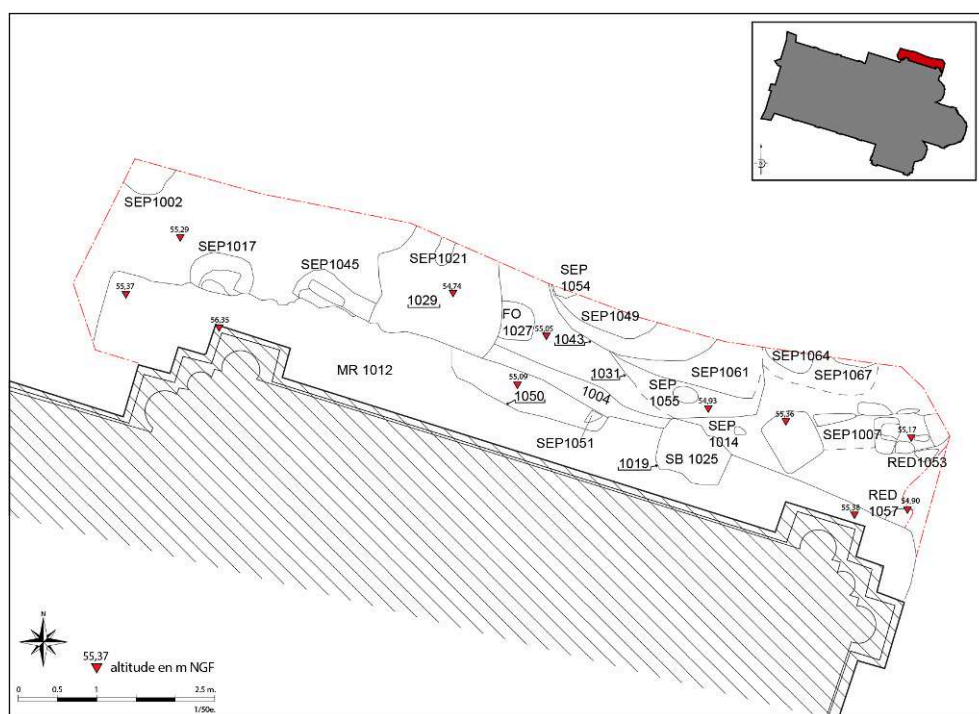 SEP1002
55,29
SEP1017
SEP1045
SEP1021
54,74
1029
55,37
56,35
FO
1027
55,05
1043
SEP
1054
SEP1049
MR 1012
55,09
1050
1031
1004
SEP
1055
SEP1061
54,93
SEP
1014
SEP1064
SEP1067
55,36
SEP1007
55,17
RED1053
SEP1051
1019
SB 1025
RED
1057
54,90
55,38
N
55,37
altitude en m NGF
0 0.5 1 2.5 m.
1/50e.